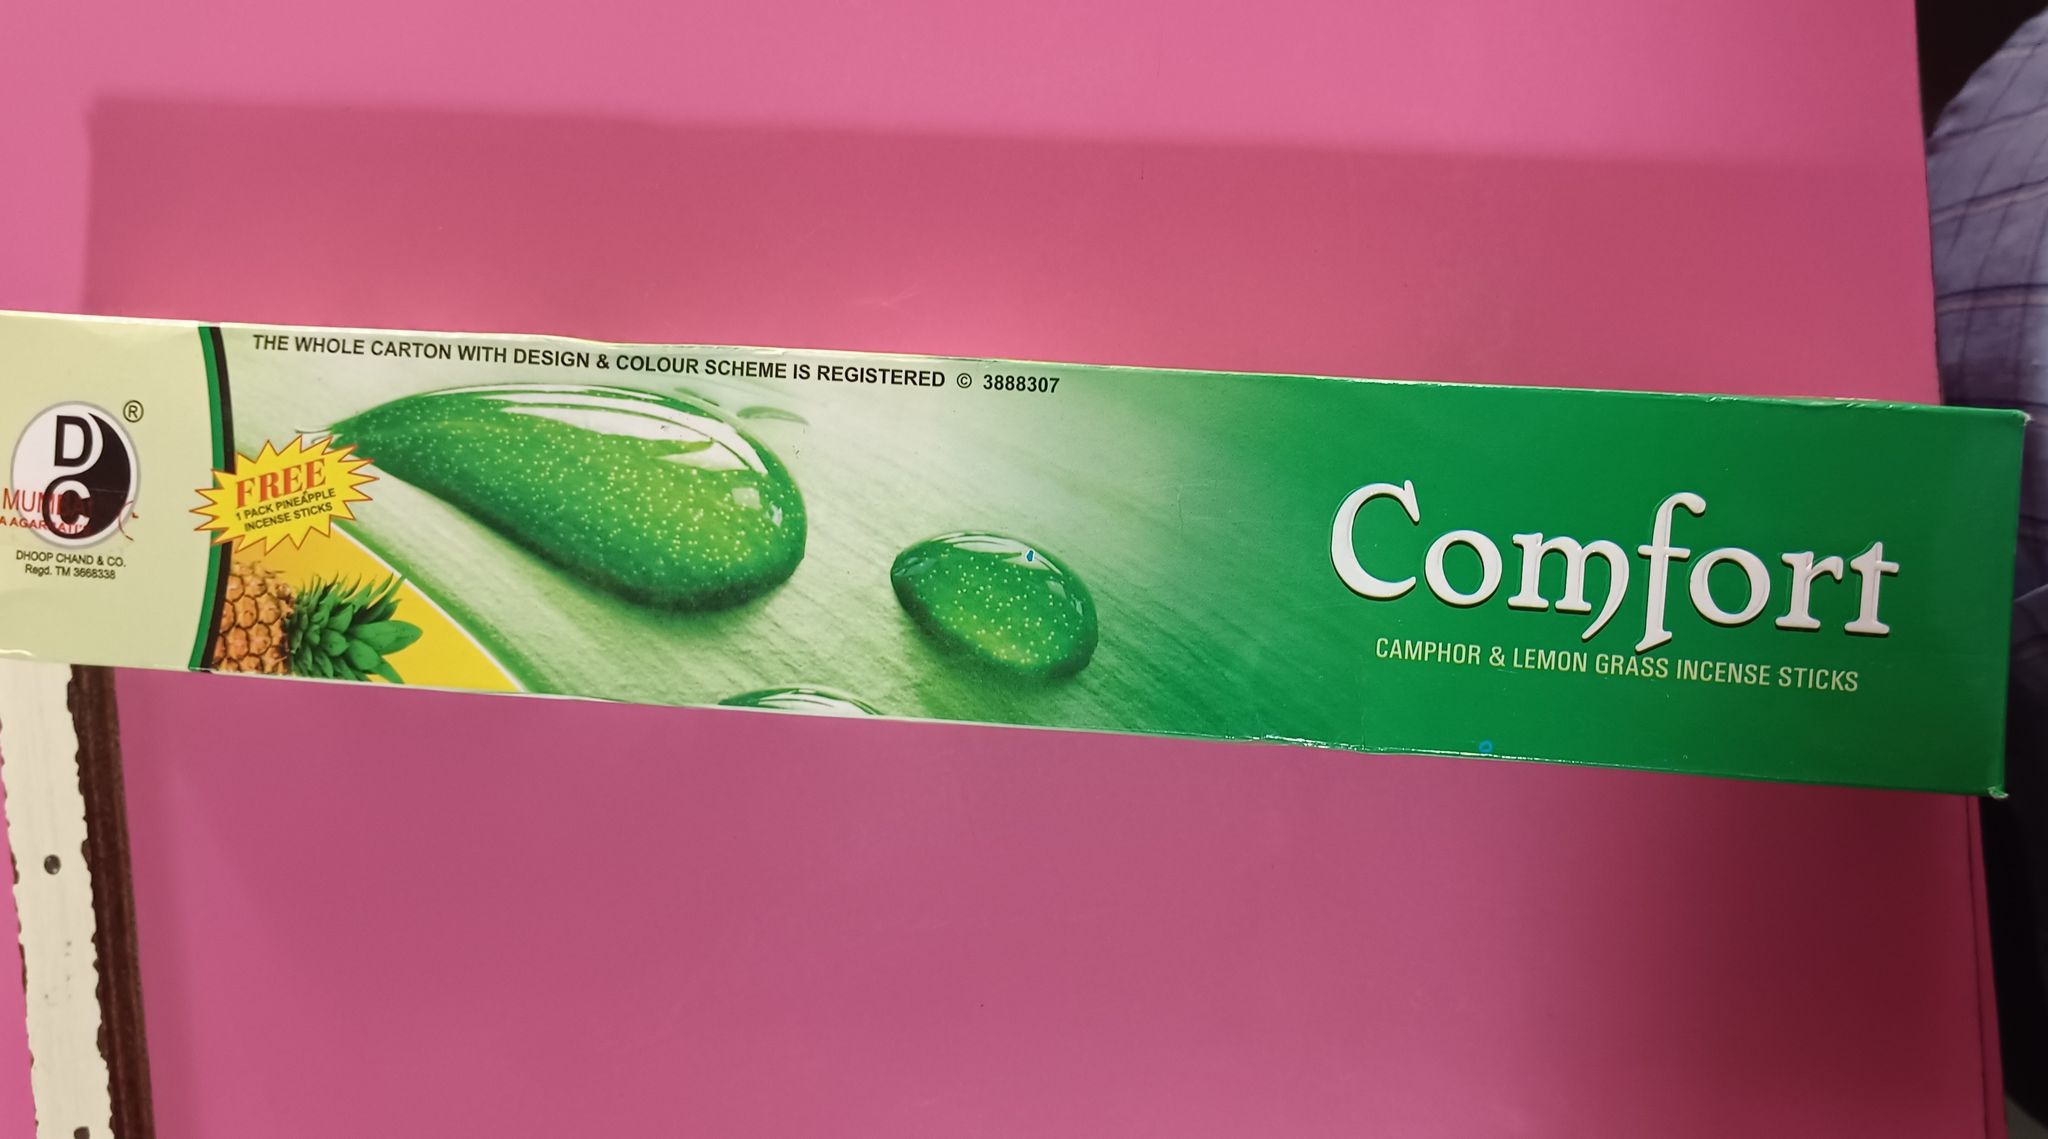 THE WHOLE CARTON WITH DESIGN & COLOUR SCHEME IS REGISTERED © 3888307
DC ®
DHOOP CHAND & CO.
Regd. TM 3668338
FREE
1 PACK PINEAPPLE
INCENSE STICKS
Comfort
CAMPHOR & LEMON GRASS INCENSE STICKS